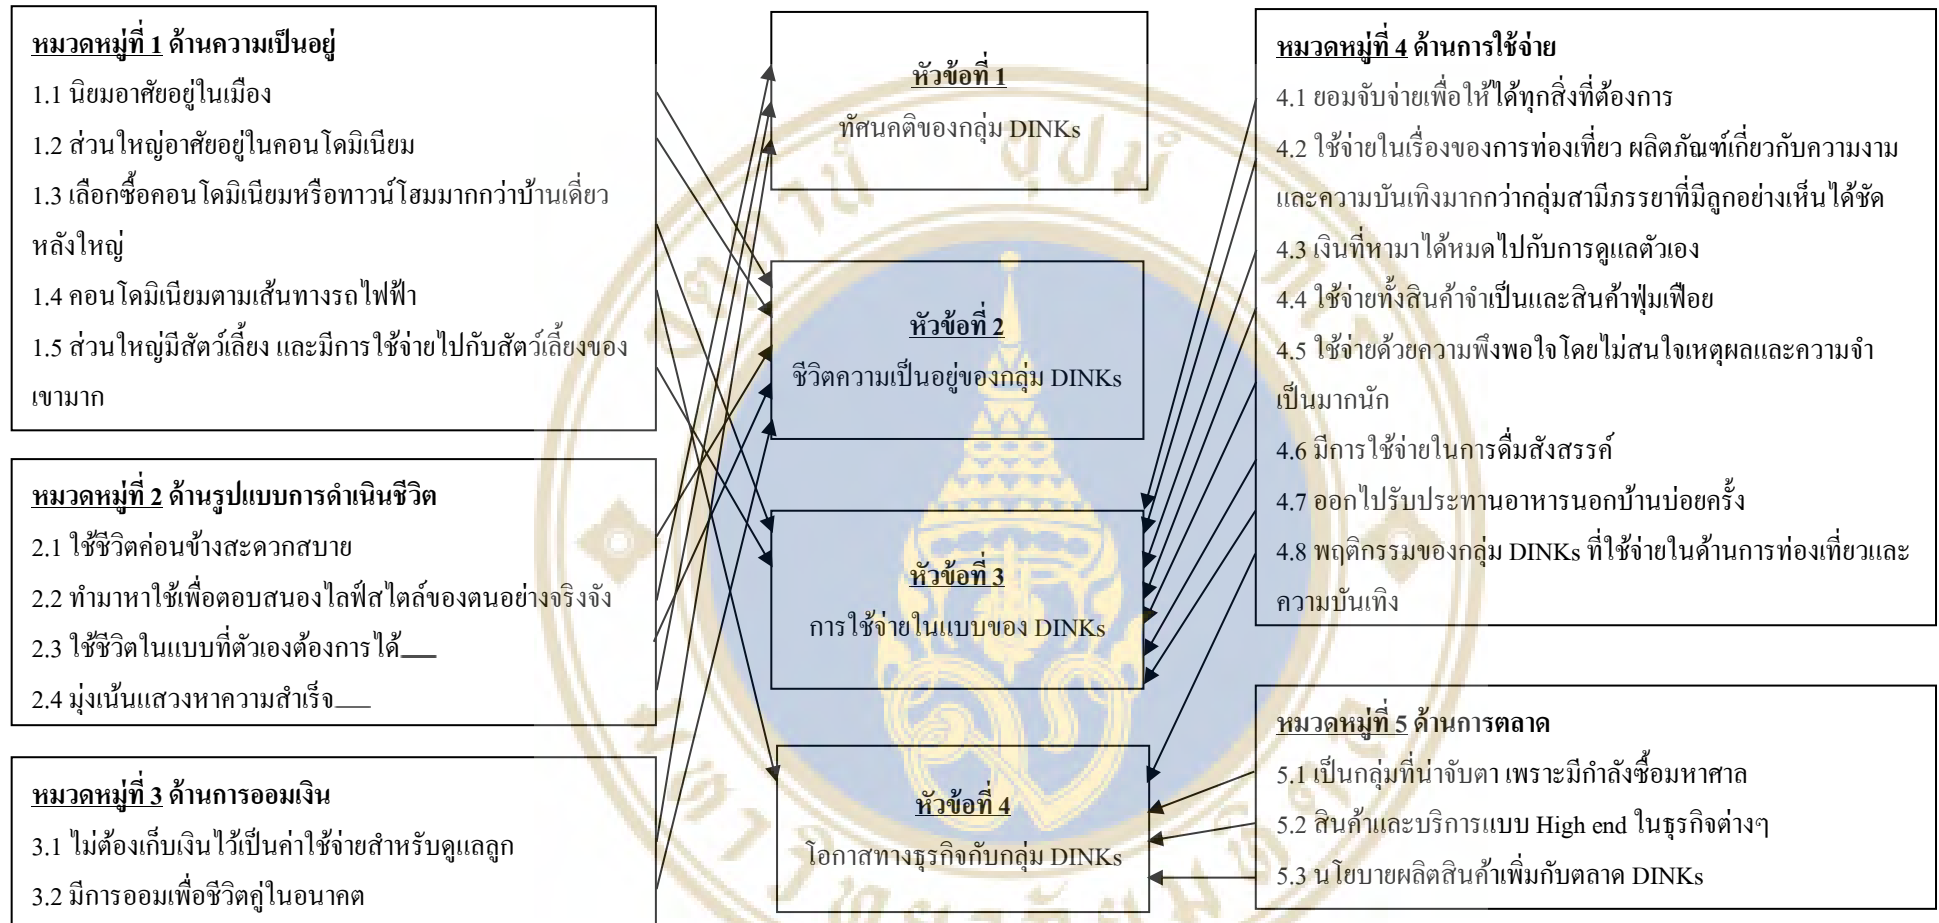 หมวดหมู่ที่ 1 ด้านความเป็นอยู่
1.1 นิยมอาศัยอยู่ในเมือง
1.2 ส่วนใหญ่อาศัยอยู่ในคอนโดมิเนียม
1.3 เลือกซื้อคอนโดมิเนียมหรือทาวน์โฮมมากกว่าบ้านเดี่ยว
หลังใหญ่
1.4 คอนโดมิเนียมตามเส้นทางรถไฟฟ้า
1.5 ส่วนใหญ่มีสัตว์เลี้ยง และมีการใช้จ่ายไปกับสัตว์เลี้ยงของ
เขามาก
หมวดหมู่ที่ 2 ด้านรูปแบบการดำเนินชีวิต
2.1 ใช้ชีวิตค่อนข้างสะดวกสบาย
2.2 ทำมาหาใช้เพื่อตอบสนองไลฟ์สไตล์ของตนอย่างจริงจัง
2.3 ใช้ชีวิตในแบบที่ตัวเองต้องการได้
2.4 มุ่งเน้นแสวงหาความสำเร็จ
หมวดหมู่ที่ 3 ด้านการออมเงิน
3.1 ไม่ต้องเก็บเงินไว้เป็นค่าใช้จ่ายสำหรับดูแลลูก
3.2 มีการออมเพื่อชีวิตคู่ในอนาคต
หัวข้อที่ 1
ทัศนคติของกลุ่ม DINKs
หัวข้อที่ 2
ชีวิตความเป็นอยู่ของกลุ่ม DINKs
หัวข้อที่ 3
การใช้จ่ายในแบบของ DINKs
หัวข้อที่ 4
โอกาสทางธุรกิจกับกลุ่ม DINKs
หมวดหมู่ที่ 4 ด้านการใช้จ่าย
4.1 ยอมจับจ่ายเพื่อให้ได้ทุกสิ่งที่ต้องการ
4.2 ใช้จ่ายในเรื่องของการท่องเที่ยว ผลิตภัณฑ์เกี่ยวกับความงาม
และความบันเทิงมากกว่ากลุ่มสามีภรรยาที่มีลูกอย่างเห็นได้ชัด
4.3 เงินที่หามาได้หมดไปกับการดูแลตัวเอง
4.4 ใช้จ่ายทั้งสินค้าจำเป็นและสินค้าฟุ่มเฟือย
4.5 ใช้จ่ายด้วยความพึงพอใจโดยไม่สนใจเหตุผลและความจำ
เป็นมากนัก
4.6 มีการใช้จ่ายในการดื่มสังสรรค์
4.7 ออกไปรับประทานอาหารนอกบ้านบ่อยครั้ง
4.8 พฤติกรรมของกลุ่ม DINKs ที่ใช้จ่ายในด้านการท่องเที่ยวและ
ความบันเทิง
หมวดหมู่ที่ 5 ด้านการตลาด
5.1 เป็นกลุ่มที่น่าจับตา เพราะมีกำลังซื้อมหาศาล
5.2 สินค้าและบริการแบบ High end ในธุรกิจต่างๆ
5.3 นโยบายผลิตสินค้าเพิ่มกับตลาด DINKs